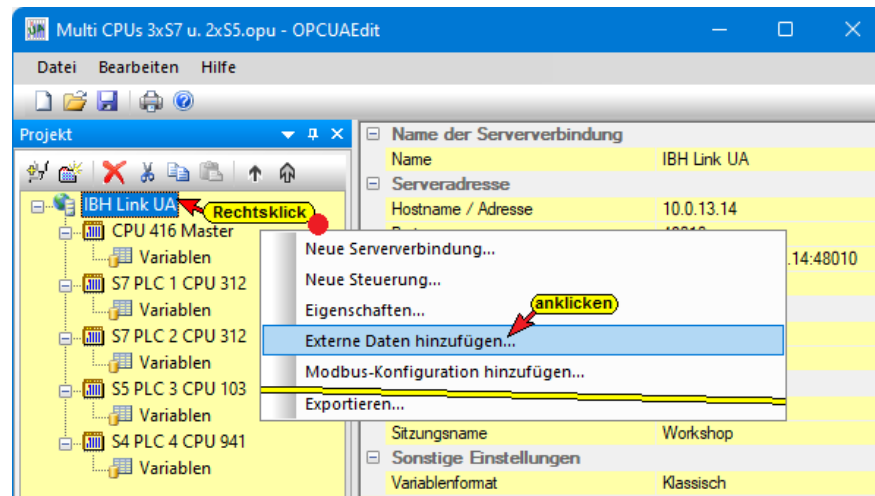 Multi CPUs 3xS7 u. 2xS5.opu - OPCUAEdit
Datei Bearbeiten Hilfe
Projekt
IBH Link UA
Rechtsklick
CPU 416 Master
Variablen
S7 PLC 1 CPU 312
Variablen
S7 PLC 2 CPU 312
Variablen
S5 PLC 3 CPU 103
Variablen
S4 PLC 4 CPU 941
Variablen
Name der Serververbindung
Name IBH Link UA
Serveradresse
Hostname / Adresse 10.0.13.14
.14:48010
Neue Serververbindung...
Neue Steuerung...
Eigenschaften...
anklicken
Externe Daten hinzufügen...
Modbus-Konfiguration hinzufügen...
Exportieren...
Sitzungsname Workshop
Sonstige Einstellungen
Variablenformat Klassisch